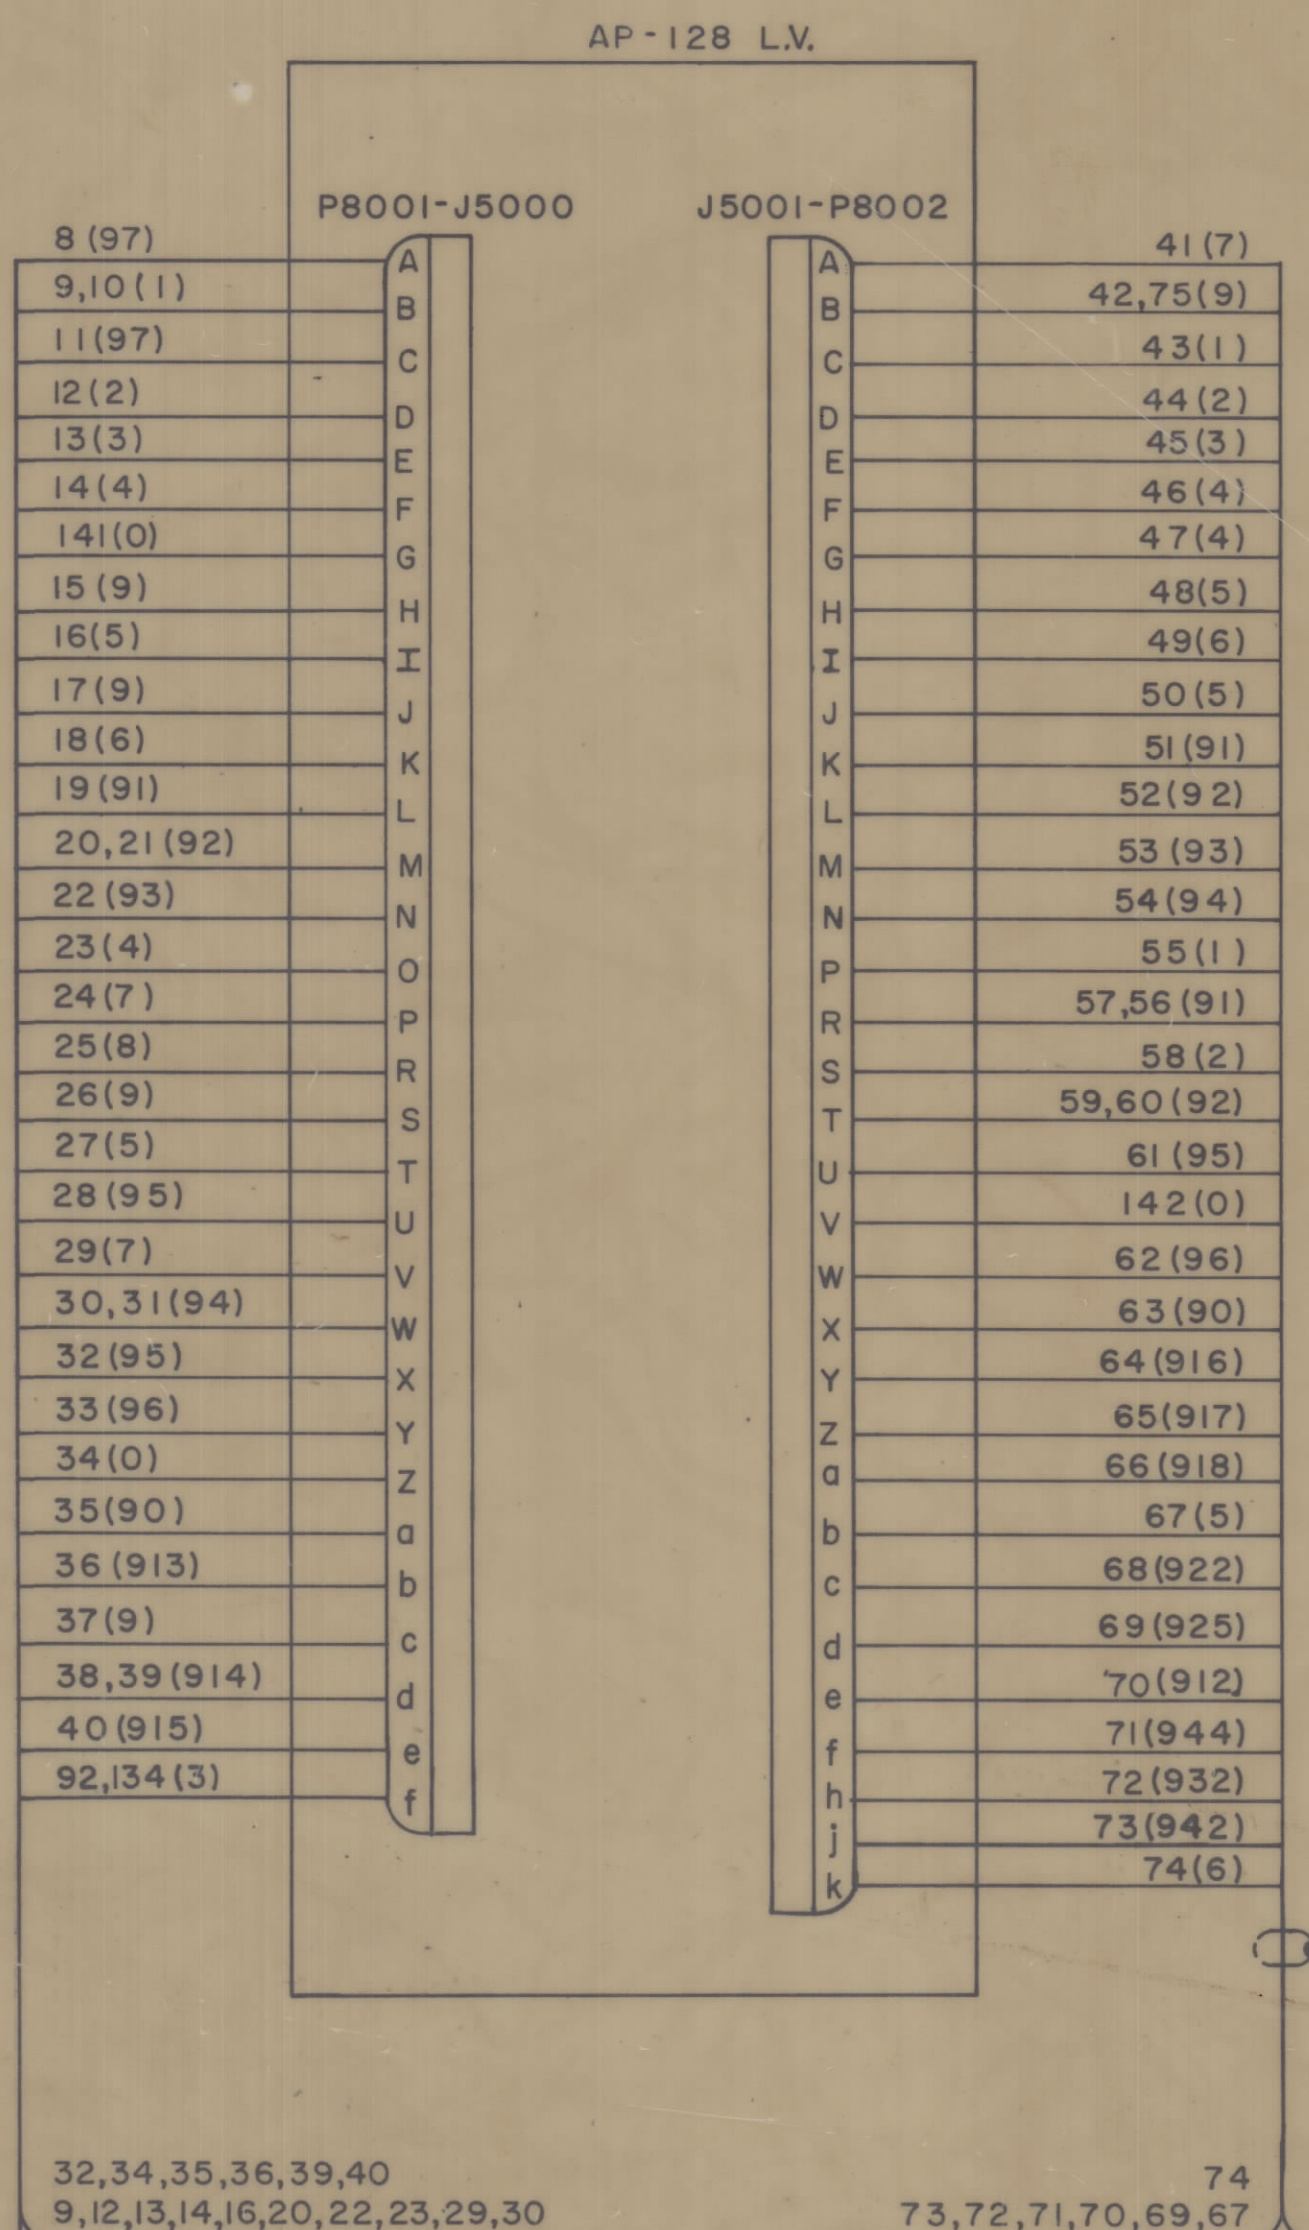 AP-128 L.V.
P8001-J5000
J5001-P8002
8 (97) A
9,10(1) B
11(97) C
12(2) D
13(3) E
14(4) F
141(0) G
15(9) H
16(5) I
17(9) J
18(6) K
19(91) L
20,21(92) M
22(93) N
23(4) O
24(7) P
25(8) R
26(9) S
27(5) T
28(95) U
29(7) V
30,31(94) W
32(95) X
33(96) Y
34(0) Z
35(90) a
36(913) b
37(9) c
38,39(914) d
40(915) e
92,134(3) f
A 41(7)
B 42,75(9)
C 43(1)
D 44(2)
E 45(3)
F 46(4)
G 47(4)
H 48(5)
I 49(6)
J 50(5)
K 51(91)
L 52(92)
M 53(93)
N 54(94)
P 55(1)
R 57,56(91)
S 58(2)
T 59,60(92)
U 61(95)
V 142(0)
W 62(96)
X 63(90)
Y 64(916)
Z 65(917)
a 66(918)
b 67(5)
c 68(922)
d 69(925)
e 70(912)
f 71(944)
h 72(932)
j 73(942)
k 74(6)
32,34,35,36,39,40
9,12,13,14,16,20,22,23,29,30
74
73,72,71,70,69,67